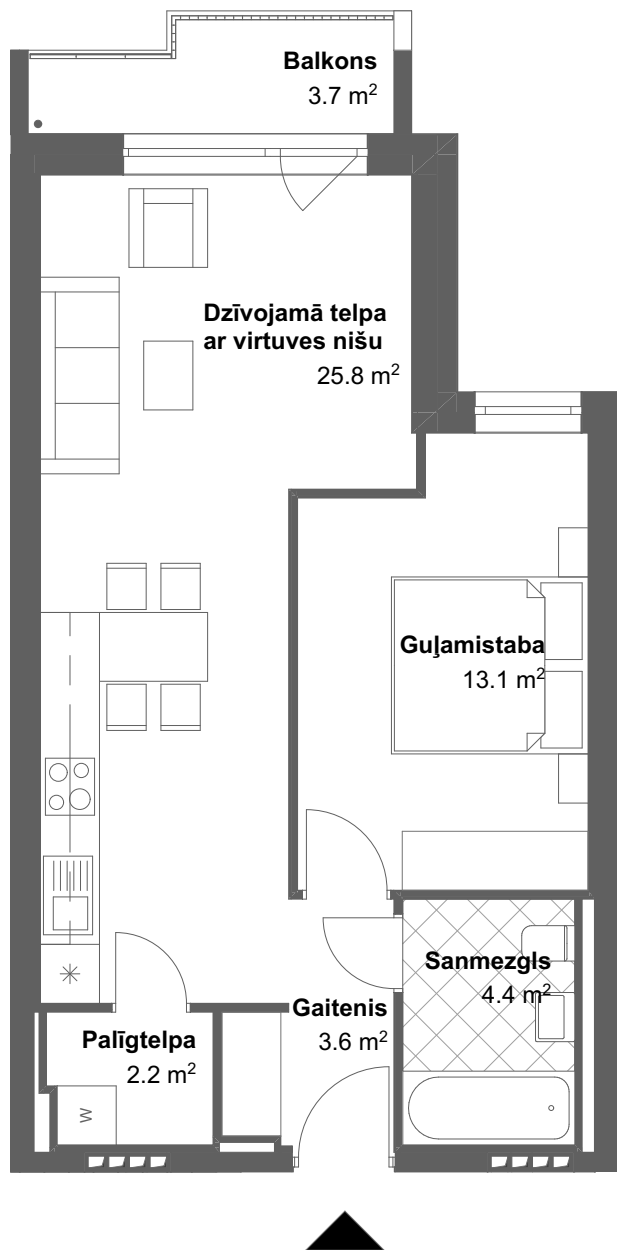 Balkons
3.7 m²
Dzīvojamā telpa
ar virtuves nišu
25.8 m²
Guļamistaba
13.1 m²
Sanmezgls
4.4 m²
Gaitenis
3.6 m²
Palīgtelpa
2.2 m²
W